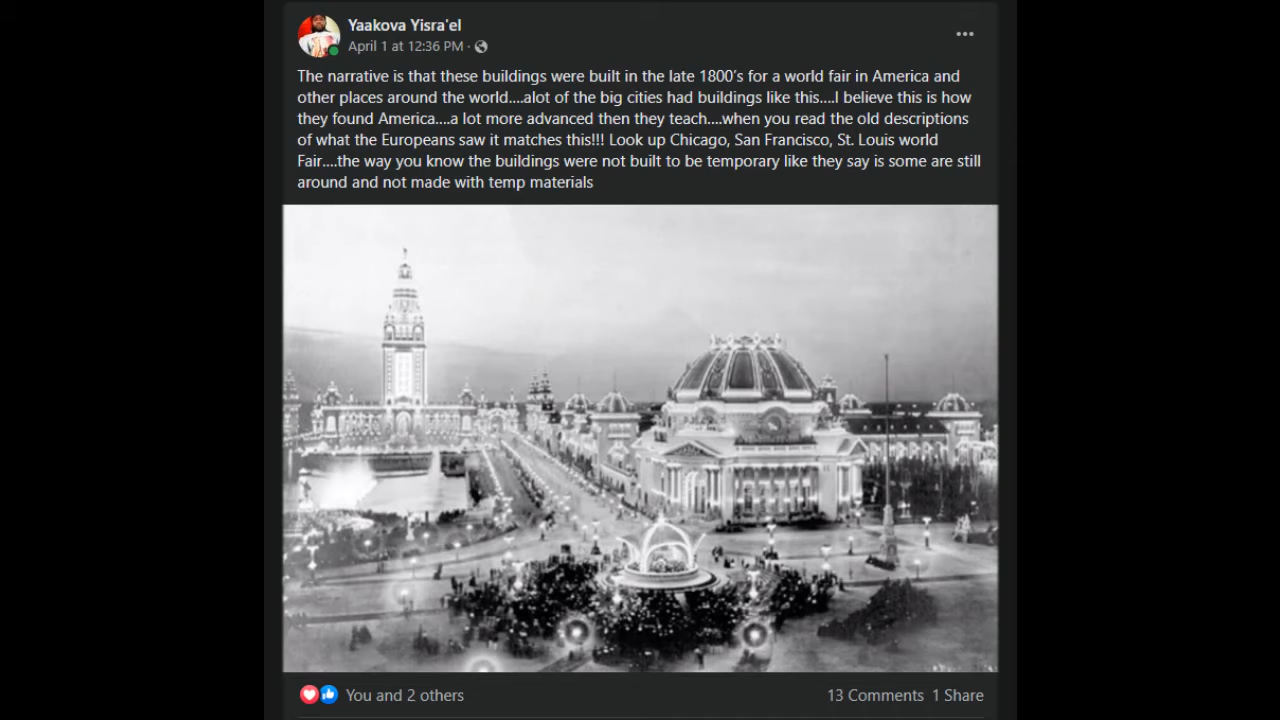 Yaakova Yisra'el
April 1 at 12:36 PM ·
The narrative is that these buildings were built in the late 1800's for a world fair in America and
other places around the world....alot of the big cities had buildings like this....I believe this is how
they found America....a lot more advanced then they teach....when you read the old descriptions
of what the Europeans saw it matches this!!! Look up Chicago, San Francisco, St. Louis world
Fair....the way you know the buildings were not built to be temporary like they say is some are still
around and not made with temp materials
You and 2 others
13 Comments 1 Share